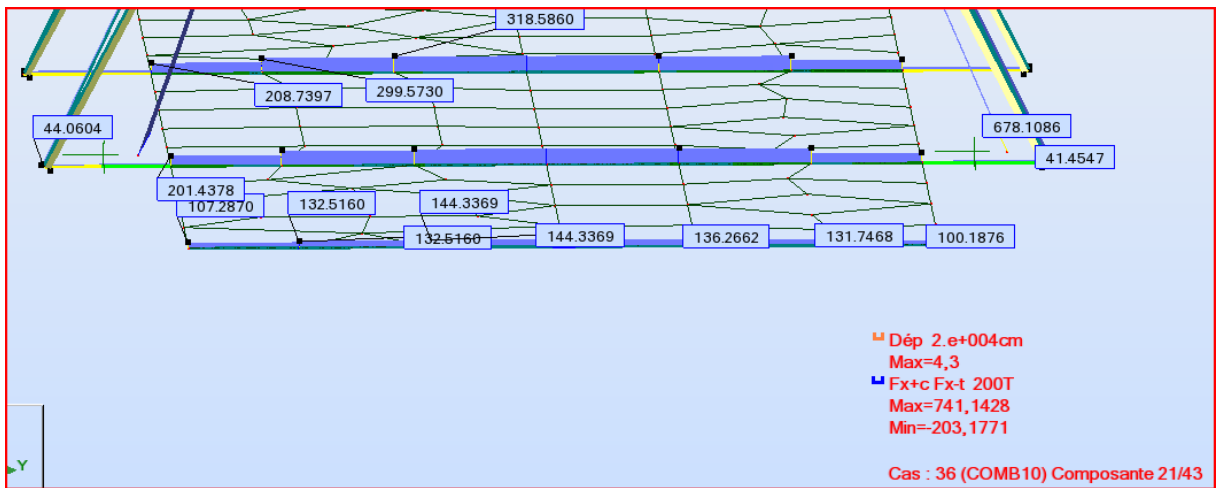 318.5860
299.5730
208.7397
44.0604
678.1086
41.4547
201.4378
107.2870
132.5160
144.3369
132.5160
144.3369
136.2662
131.7468
100.1876
Dép 2.e+004cm
Max=4,3
Fx+c Fx-t 200T
Max=741,1428
Min=-203,1771
Cas : 36 (COMB10) Composante 21/43
Y